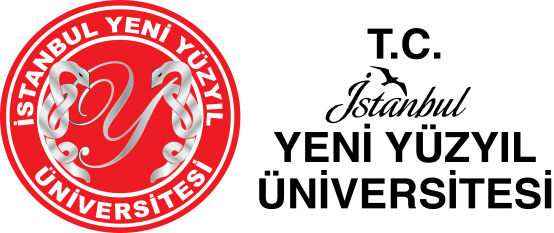 İSTANBUL YENİ YÜZYIL
Y
ÜNİVERSİTESİ
T.C.
İstanbul
YENİ YÜZYIL
ÜNİVERSİTESİ